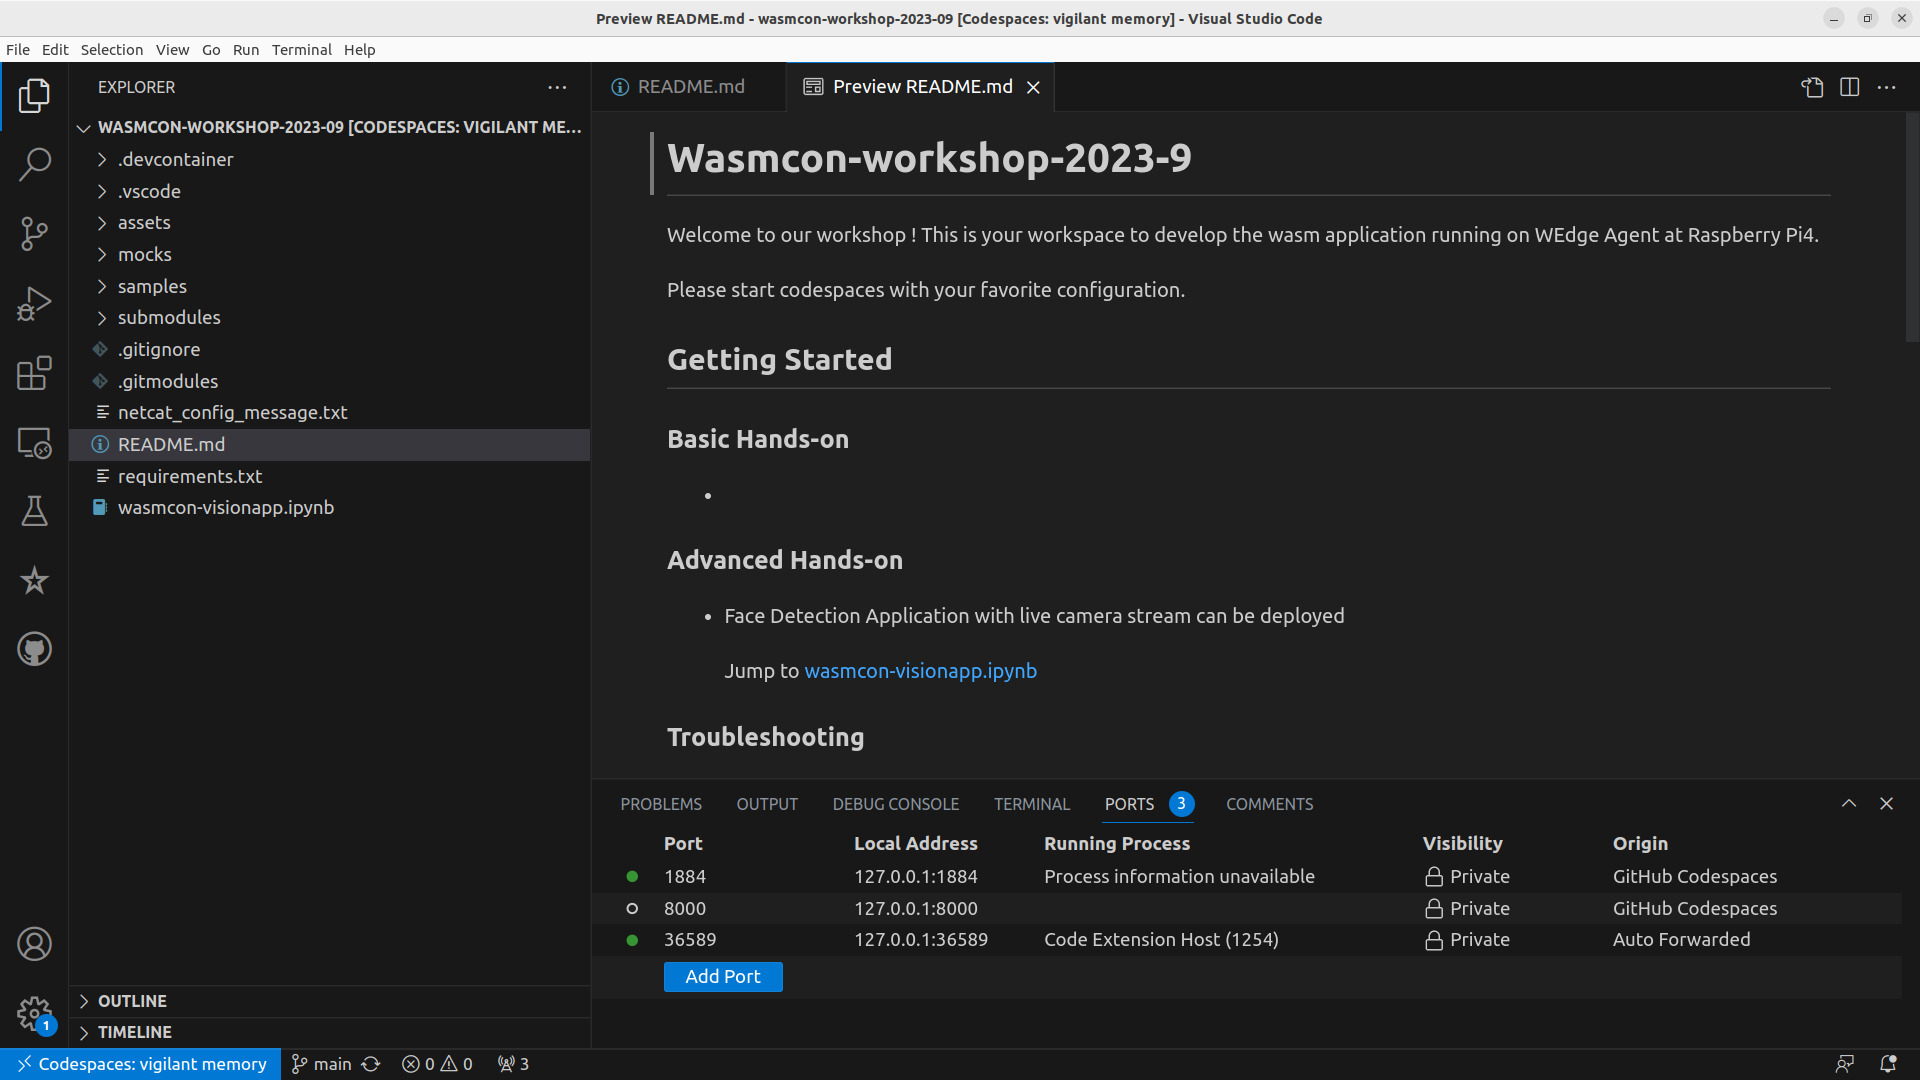 Preview README.md - wasmcon-workshop-2023-09 [Codespaces: vigilant memory] - Visual Studio Code
File Edit Selection View Go Run Terminal Help
EXPLORER
WASMCON-WORKSHOP-2023-09 [CODESPACES: VIGILANT ME...
.devcontainer
.vscode
assets
mocks
samples
submodules
.gitignore
.gitmodules
netcat_config_message.txt
README.md
requirements.txt
wasmcon-visionapp.ipynb
OUTLINE
TIMELINE
README.md Preview README.md
Wasmcon-workshop-2023-9
Welcome to our workshop ! This is your workspace to develop the wasm application running on WEdge Agent at Raspberry Pi4.
Please start codespaces with your favorite configuration.
Getting Started
Basic Hands-on
•
Advanced Hands-on
• Face Detection Application with live camera stream can be deployed
Jump to wasmcon-visionapp.ipynb
Troubleshooting
PROBLEMS OUTPUT DEBUG CONSOLE TERMINAL PORTS 3 COMMENTS
Port Local Address Running Process Visibility Origin
1884 127.0.0.1:1884 Process information unavailable Private GitHub Codespaces
8000 127.0.0.1:8000 Private GitHub Codespaces
36589 127.0.0.1:36589 Code Extension Host (1254) Private Auto Forwarded
Add Port
1
Codespaces: vigilant memory main 0 0 3